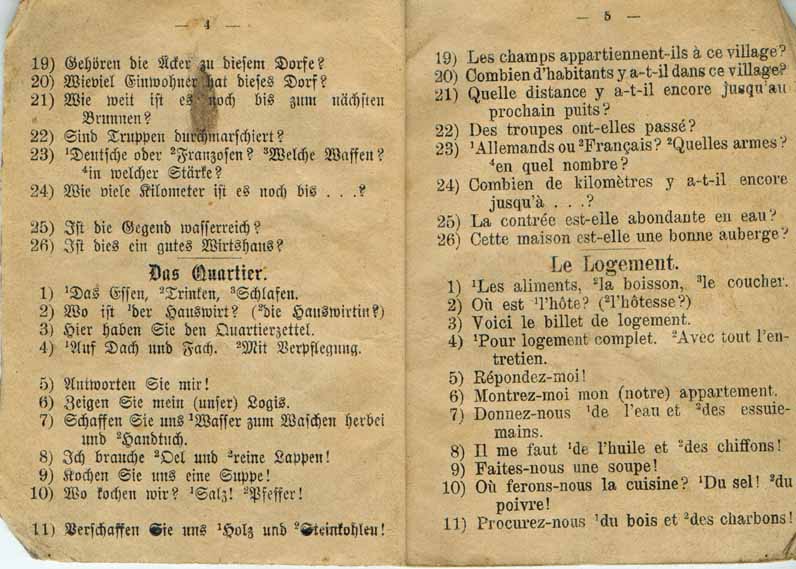 — 4 —
19) Gehören die Äcker zu diesem Dorfe?
20) Wieviel Einwohner hat dieses Dorf?
21) Wie weit ist es noch bis zum nächsten
Brunnen?
22) Sind Truppen durchmarschiert?
23) ¹Deutsche oder ²Franzosen? ³Welche Waffen?
⁴in welcher Stärke?
24) Wie viele Kilometer ist es noch bis . . . ?
25) Ist die Gegend wasserreich?
26) Ist dies ein gutes Wirtshaus?
Das Quartier.
1) ¹Das Essen, ²Trinken, ³Schlafen.
2) Wo ist ¹der Hauswirt? (²die Hauswirtin?)
3) Hier haben Sie den Quartierzettel.
4) ¹Auf Dach und Fach. ²Mit Verpflegung.
5) Antworten Sie mir!
6) Zeigen Sie mein (unser) Logis.
7) Schaffen Sie uns ¹Wasser zum Waschen herbei
und ²Handtuch.
8) Ich brauche ²Oel und ²reine Lappen!
9) Kochen Sie uns eine Suppe!
10) Wo kochen wir? ¹Salz! ²Pfeffer!
11) Verschaffen Sie uns ¹Holz und ²Steinkohlen!
— 5 —
19) Les champs appartiennent-ils à ce village?
20) Combien d'habitants y a-t-il dans ce village?
21) Quelle distance y a-t-il encore jusqu'au
prochain puits?
22) Des troupes ont-elles passé?
23) ¹Allemands ou ²Français? ²Quelles armes?
⁴en quel nombre?
24) Combien de kilomètres y a-t-il encore
jusqu'à . . . ?
25) La contrée est-elle abondante en eau?
26) Cette maison est-elle une bonne auberge?
Le Logement.
1) ¹Les aliments, ²la boisson, ³le coucher.
2) Où est ¹l'hôte? (²l'hôtesse?)
3) Voici le billet de logement.
4) ¹Pour logement complet. ²Avec tout l'en-
tretien.
5) Répondez-moi!
6) Montrez-moi mon (notre) appartement.
7) Donnez-nous ¹de l'eau et ²des essuie-
mains.
8) Il me faut ¹de l'huile et ²des chiffons!
9) Faites-nous une soupe!
10) Où ferons-nous la cuisine? ¹Du sel! ²du
poivre!
11) Procurez-nous ¹du bois et ²des charbons!